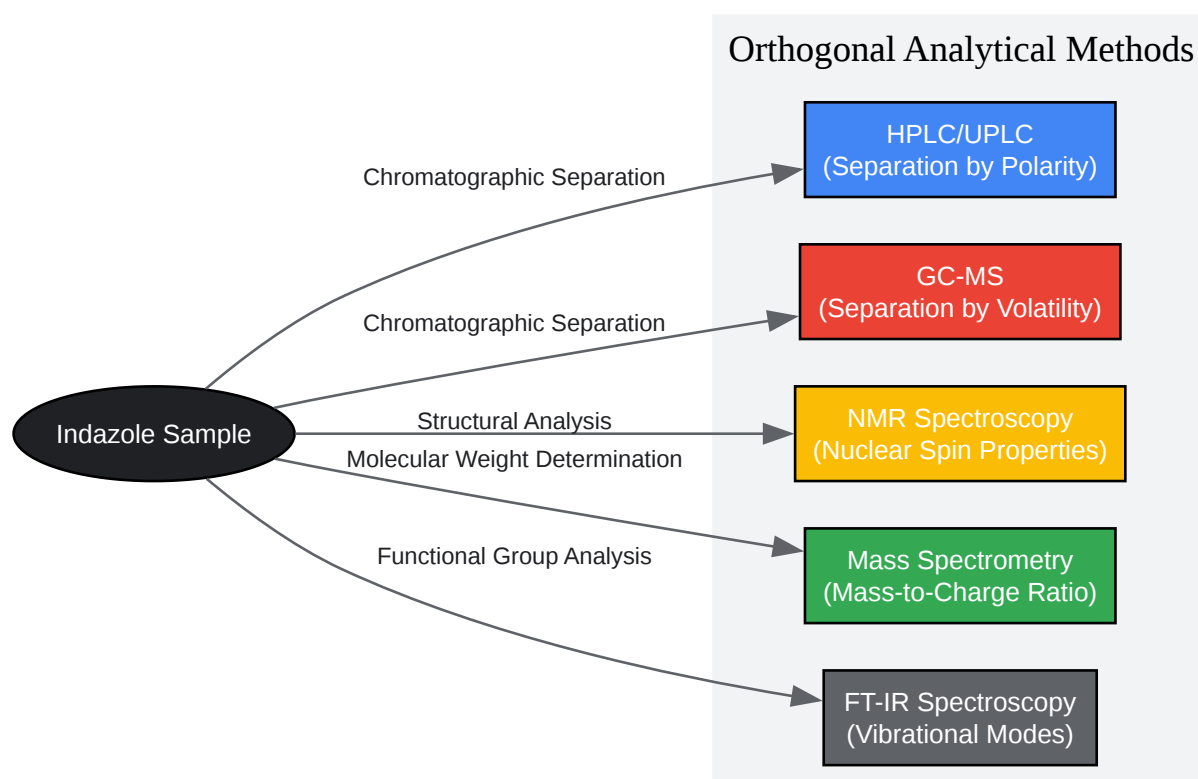 Orthogonal Analytical Methods
HPLC/UPLC
(Separation by Polarity)
Chromatographic Separation
GC-MS
(Separation by Volatility)
Chromatographic Separation
Indazole Sample
Structural Analysis
NMR Spectroscopy
(Nuclear Spin Properties)
Molecular Weight Determination
Mass Spectrometry
(Mass-to-Charge Ratio)
Functional Group Analysis
FT-IR Spectroscopy
(Vibrational Modes)